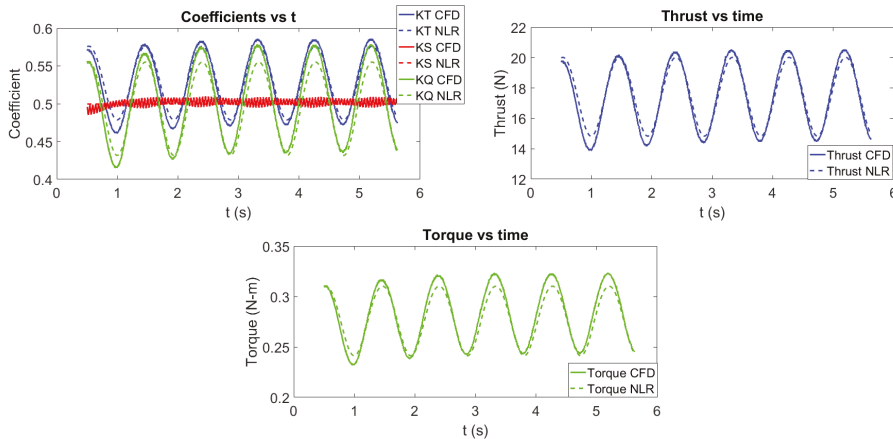 Coefficients vs t
Coefficient
0.6
0.55
0.5
0.45
0.4
0
1
2
3
4
5
6
t (s)
KT CFD
KT NLR
KS CFD
KS NLR
KQ CFD
KQ NLR
Thrust vs time
Thrust (N)
22
20
18
16
14
12
0
1
2
3
4
5
6
t (s)
Thrust CFD
Thrust NLR
Torque vs time
Torque (N-m)
0.35
0.3
0.25
0.2
0
1
2
3
4
5
6
t (s)
Torque CFD
Torque NLR